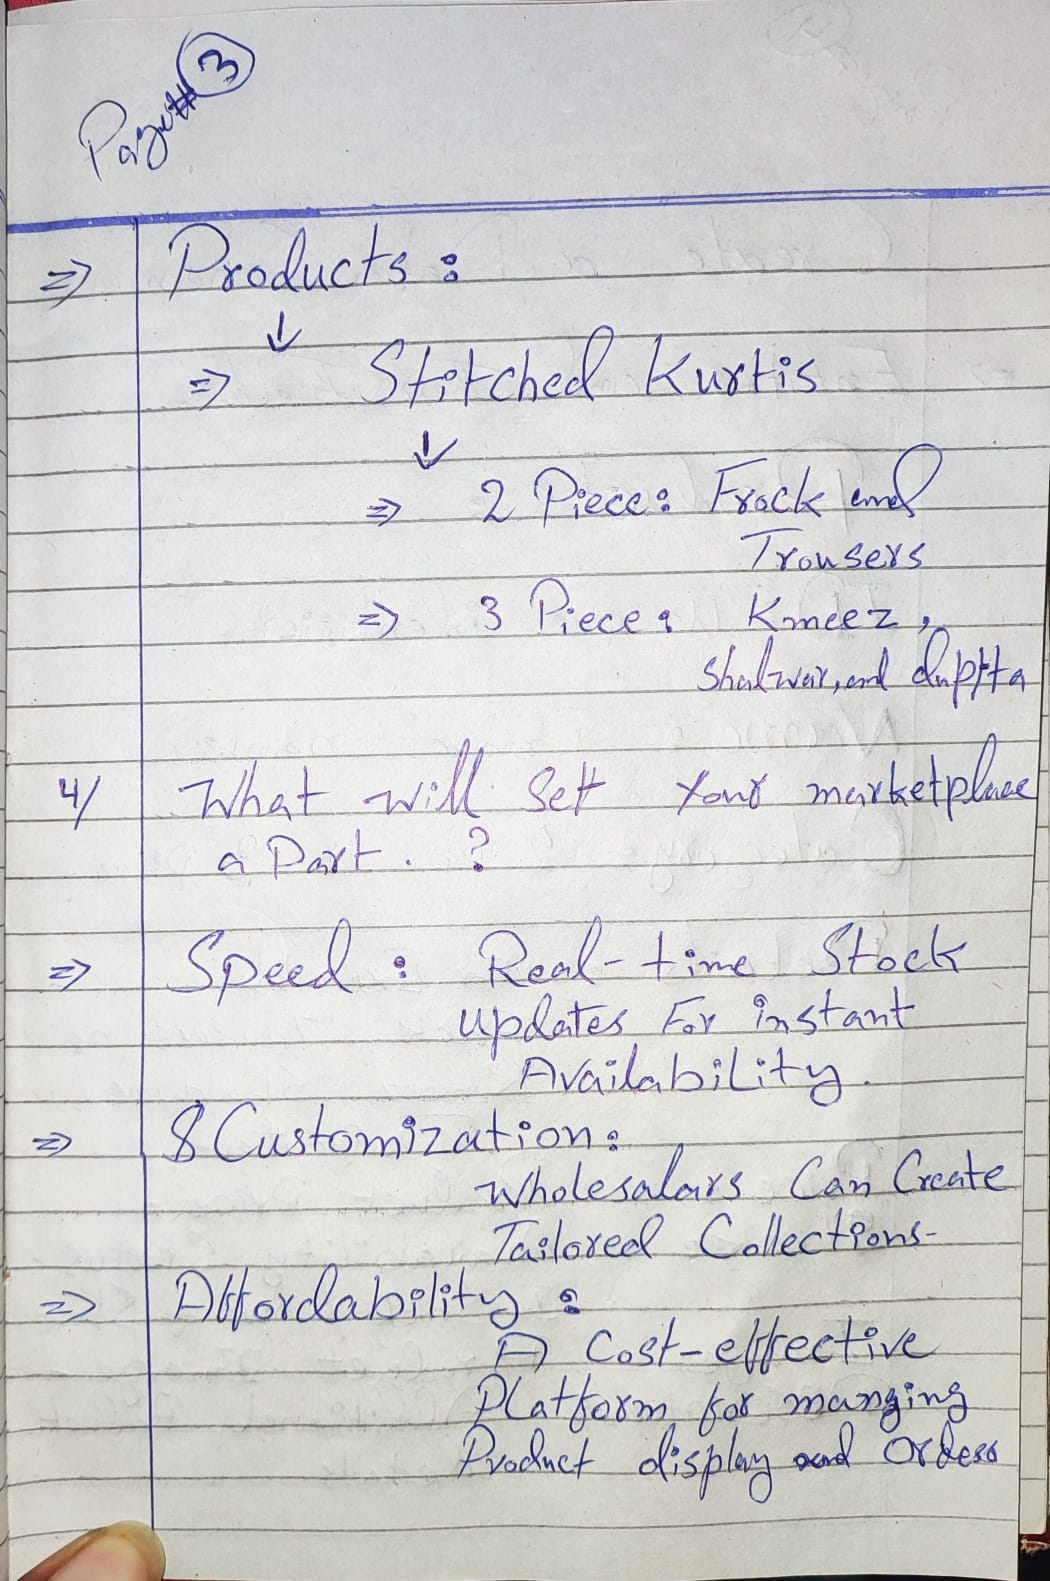 Page# 3
=> Products :
↓
=> Stitched Kurtis
↓
=> 2 Piece: Frock and
Trousers
=> 3 Piece: Kmeez,
Shalwar, and duptta
4/ What will Sett Your marketplace
a Part. ?
=> Speed : Real-time Stock
updates For instant
Availability.
=> Customization:
Wholesalars Can Create
Tailored Collections-
=> Affordability :
A Cost-effective
Platform for manging
Product display and Orders